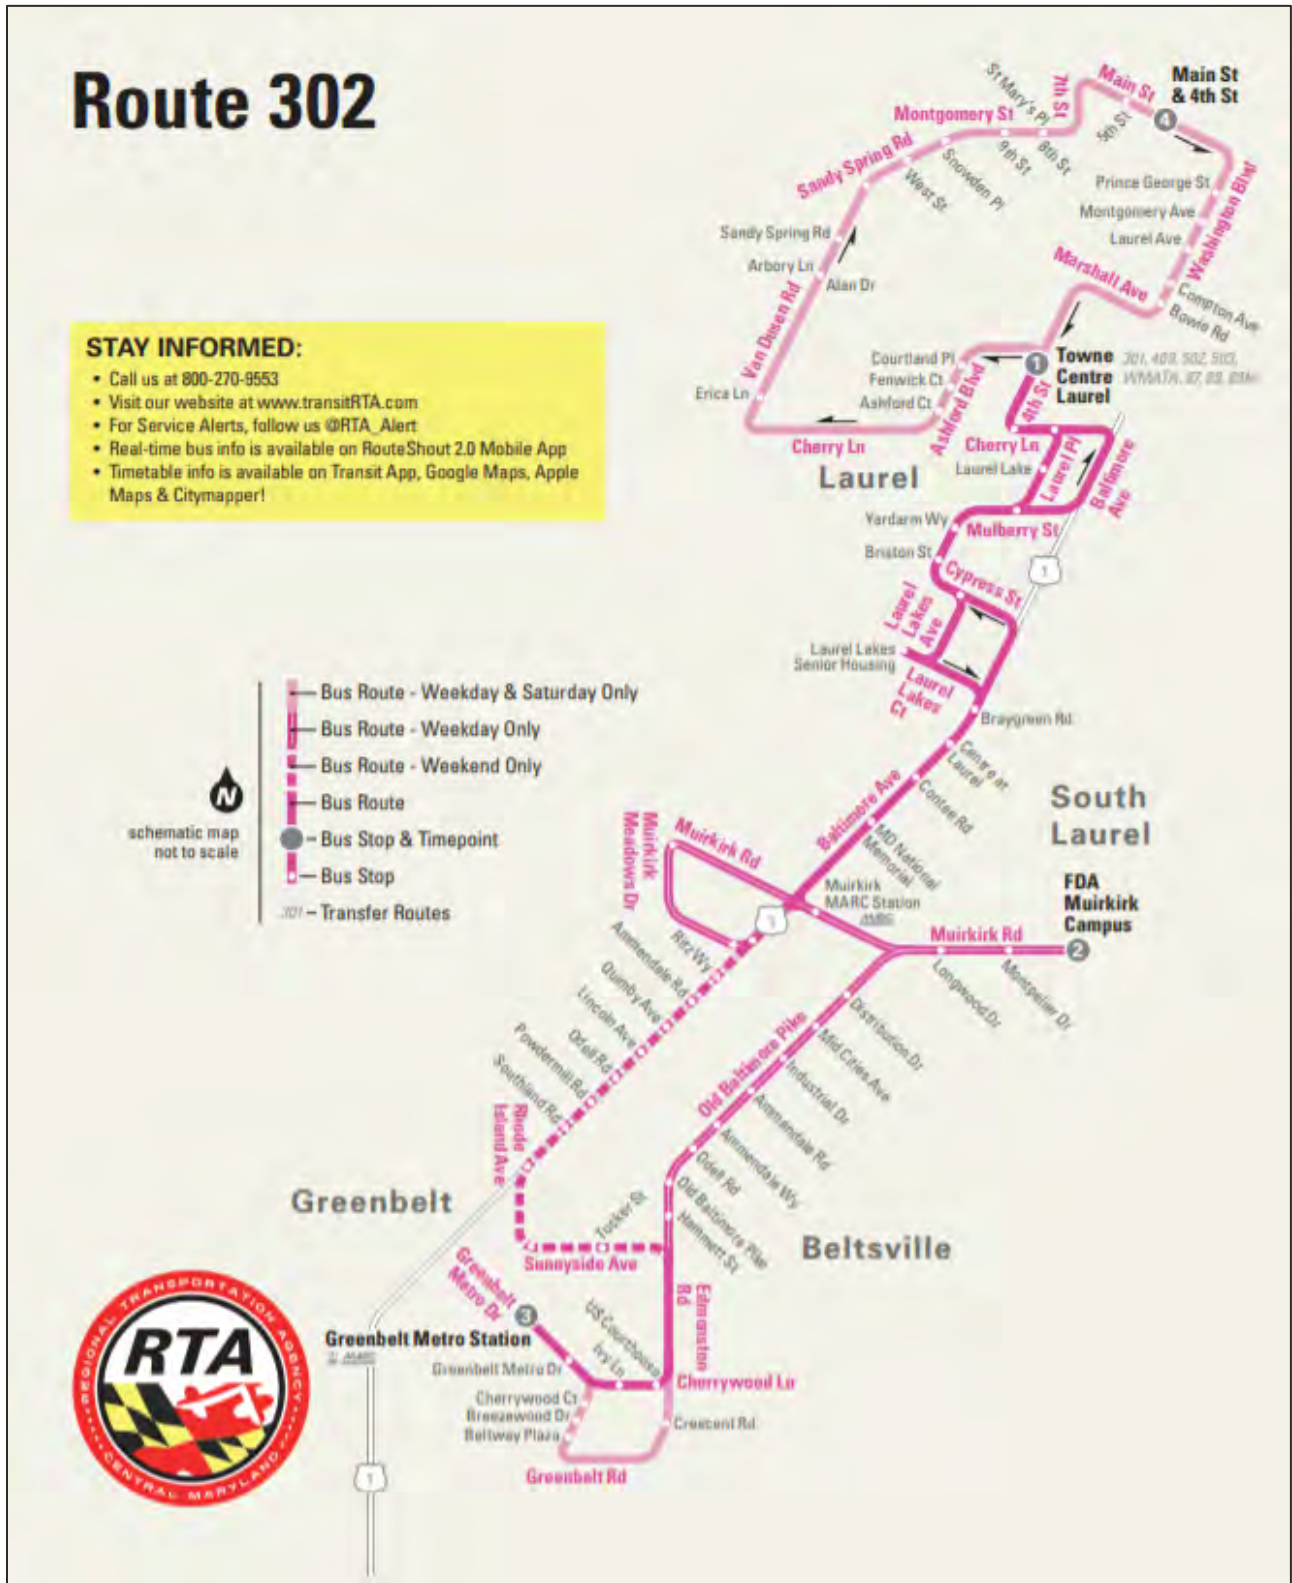 Route 302
STAY INFORMED:
• Call us at 800-270-9553
• Visit our website at www.transitRTA.com
• For Service Alerts, follow us @RTA_Alert
• Real-time bus info is available on RouteShout 2.0 Mobile App
• Timetable info is available on Transit App, Google Maps, Apple
Maps & Citymapper!
Main St
& 4th St
Main St
4
5th St
7th St
St Mary's Pl
Montgomery St
8th St
9th St
Snowden Pl
West St
Sandy Spring Rd
Prince George St
Montgomery Ave
Laurel Ave
Washington Blvd
Compton Ave
Bowie Rd
Marshall Ave
Sandy Spring Rd
Arbory Ln
Alan Dr
Van Dusen Rd
Erica Ln
Cherry Ln
Courtland Pl
Fenwick Ct
Ashford Ct
Ashford Blvd
1
Towne
Centre
Laurel
301, 409, 502, 503,
4th St
Cherry Ln
Laurel Lake
Laurel Pl
Baltimore
Ave
Laurel
Yardarm Wy
Mulberry St
Briston St
Cypress St
1
Laurel
Lakes
Ave
Laurel Lakes
Senior Housing
Laurel
Lakes
Ct
Braygreen Rd
Centre at
Laurel
Contee Rd
Baltimore Ave
MD National
Memorial
South
Laurel
Bus Route - Weekday & Saturday Only
Bus Route - Weekday Only
Bus Route - Weekend Only
Bus Route
Bus Stop & Timepoint
Bus Stop
301 Transfer Routes
N
schematic map
not to scale
Muirkirk
Meadows Dr
Muirkirk Rd
Muirkirk
MARC Station
1
FDA
Muirkirk
Campus
Muirkirk Rd
2
Longwood Dr
Montpelier Dr
Ritz Wy
Ammendale Rd
Quimby Ave
Lincoln Ave
Odell Rd
Powdermill Rd
Southland Rd
Rhode
Island Ave
Old Baltimore Pike
Distribution Dr
Mid Cities Ave
Industrial Dr
Ammendale Rd
Ammendale Wy
Odell Rd
Old Baltimore Pike
Hammett St
Greenbelt
Beltsville
Tucker St
Sunnyside Ave
Edmonston
Rd
Greenbelt
Metro Dr
3
Greenbelt Metro Station
Greenbelt Metro Dr
US Courthouse
Ivy Ln
Cherrywood Ln
Cherrywood Ct
Breezewood Dr
Beltway Plaza
Crescent Rd
Greenbelt Rd
1
REGIONAL TRANSPORTATION AGENCY
RTA
CENTRAL MARYLAND